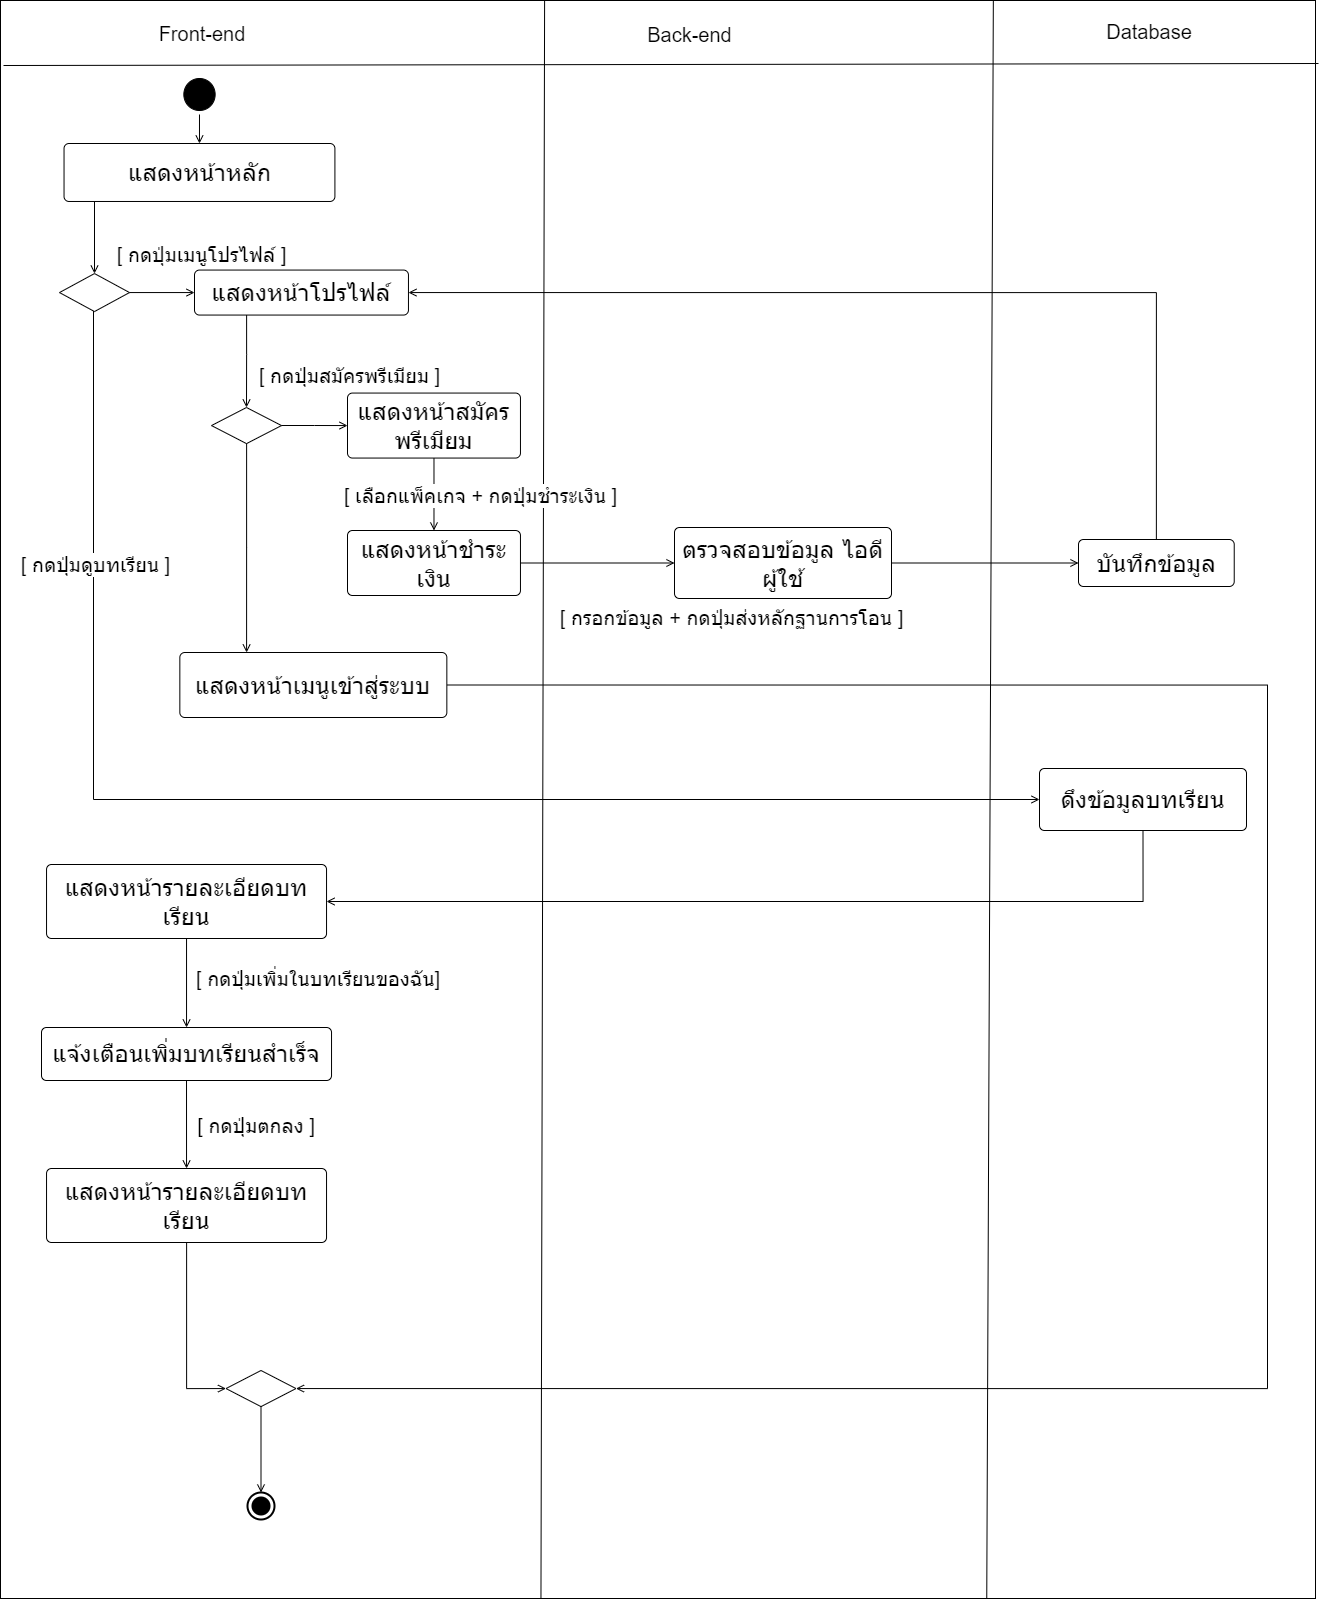 Front-end
Back-end
Database
แสดงหน้าหลัก
[ กดปุ่มเมนูโปรไฟล์ ]
แสดงหน้าโปรไฟล์
[ กดปุ่มสมัครพรีเมียม ]
แสดงหน้าสมัคร
พรีเมียม
[ เลือกแพ็คเกจ + กดปุ่มชำระเงิน ]
แสดงหน้าชำระ
เงิน
ตรวจสอบข้อมูล ไอดี
ผู้ใช้
บันทึกข้อมูล
[ กดปุ่มดูบทเรียน ]
[ กรอกข้อมูล + กดปุ่มส่งหลักฐานการโอน ]
แสดงหน้าเมนูเข้าสู่ระบบ
ดึงข้อมูลบทเรียน
แสดงหน้ารายละเอียดบท
เรียน
[ กดปุ่มเพิ่มในบทเรียนของฉัน]
แจ้งเตือนเพิ่มบทเรียนสำเร็จ
[ กดปุ่มตกลง ]
แสดงหน้ารายละเอียดบท
เรียน